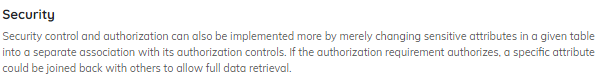 Security
Security control and authorization can also be implemented more by merely changing sensitive attributes in a given table
into a separate association with its authorization controls. If the authorization requirement authorizes, a specific attribute
could be joined back with others to allow full data retrieval.